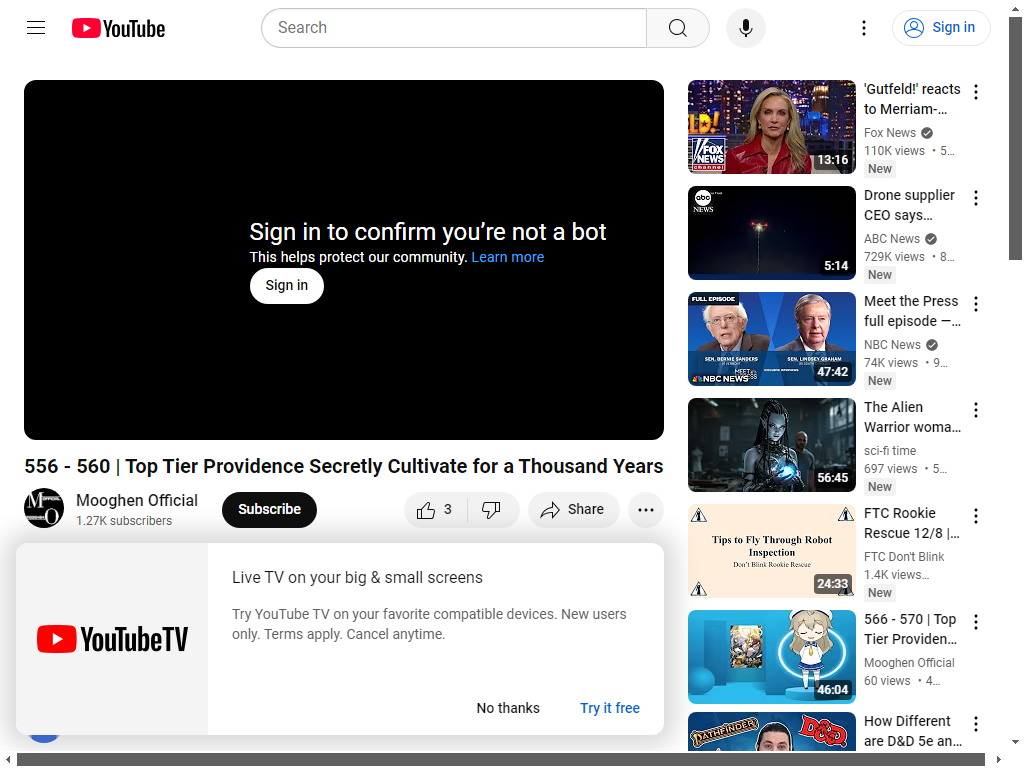 YouTube
Search
Sign in
Sign in to confirm you’re not a bot
This helps protect our community. Learn more
Sign in
556 - 560 | Top Tier Providence Secretly Cultivate for a Thousand Years
Mooghen Official
1.27K subscribers
Subscribe
3
Share
YouTubeTV
Live TV on your big & small screens
Try YouTube TV on your favorite compatible devices. New users
only. Terms apply. Cancel anytime.
No thanks
Try it free
'Gutfeld!' reacts
to Merriam-...
Fox News
110K views • 5...
New
FOX
NEWS
channel
13:16
Drone supplier
CEO says...
ABC News
729K views • 8...
New
abc
NEWS
5:14
Meet the Press
full episode —...
NBC News
74K views • 9...
New
FULL EPISODE
SEN. BERNIE SANDERS
SEN. LINDSEY GRAHAM
NBC NEWS
47:42
The Alien
Warrior woma...
sci-fi time
697 views • 5...
New
56:45
FTC Rookie
Rescue 12/8 |...
FTC Don't Blink
1.4K views...
New
Tips to Fly Through Robot
Inspection
Don't Blink Rookie Rescue
24:33
566 - 570 | Top
Tier Providen...
Mooghen Official
60 views • 4...
46:04
How Different
are D&D 5e an...
PATHFINDER
D&D